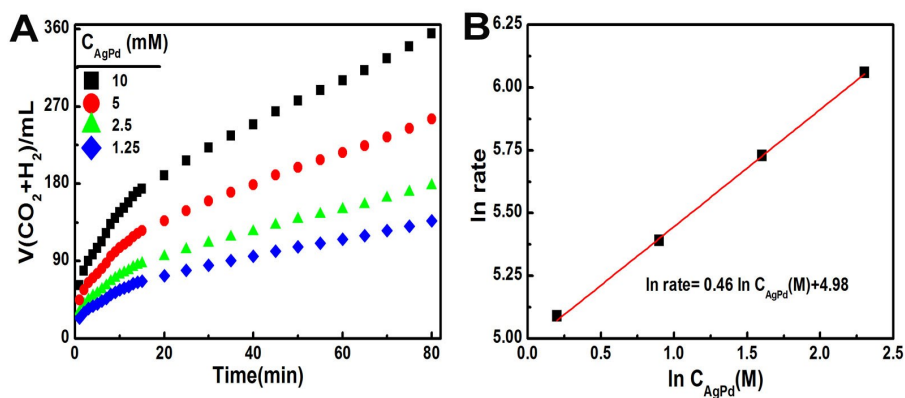 A
C_AgPd (mM)
10
5
2.5
1.25
V(CO₂+H₂)/mL
360
270
180
90
0
0 20 40 60 80
Time(min)
B
ln rate
6.25
6.00
5.75
5.50
5.25
5.00
ln rate= 0.46 ln C_AgPd(M)+4.98
0.0 0.5 1.0 1.5 2.0 2.5
ln C_AgPd(M)